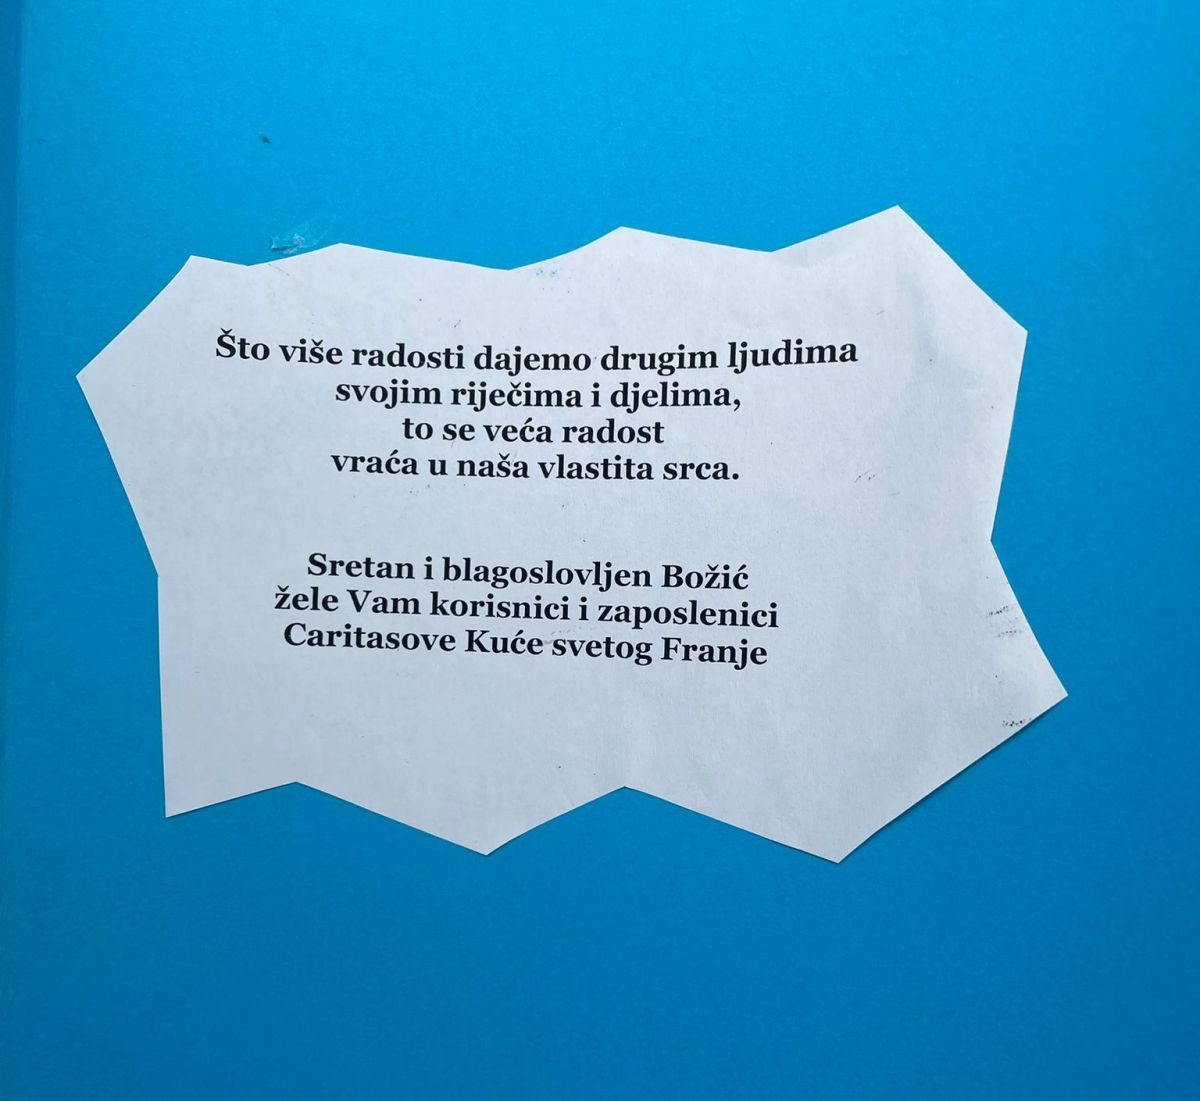 Što više radosti dajemo drugim ljudima
svojim riječima i djelima,
to se veća radost
vraća u naša vlastita srca.
Sretan i blagoslovljen Božić
žele Vam korisnici i zaposlenici
Caritasove Kuće svetog Franje